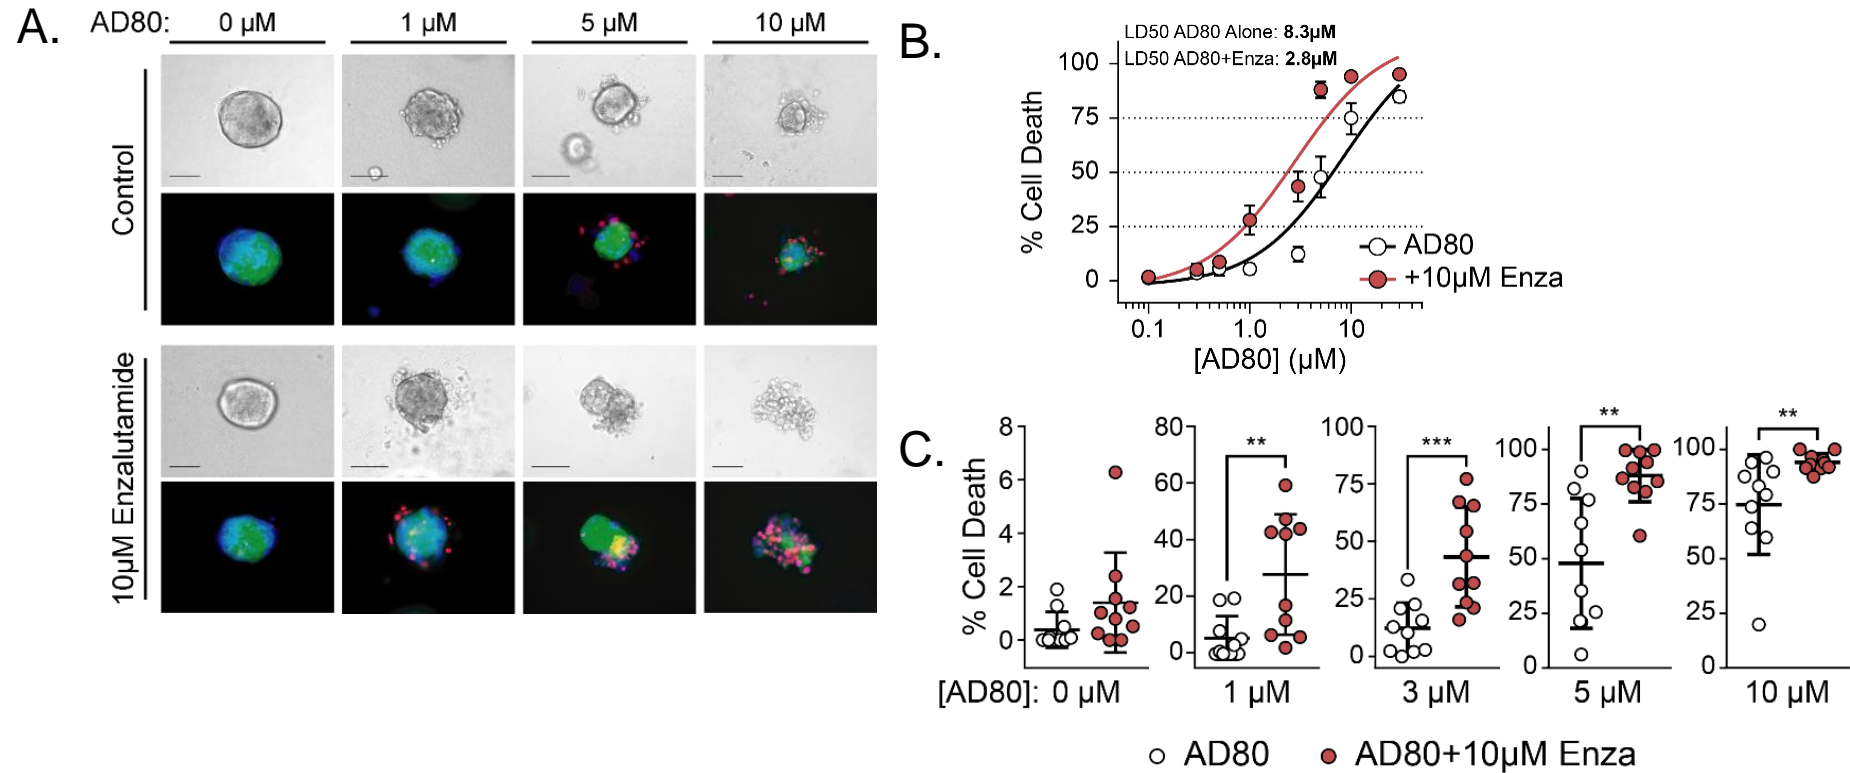 A.
AD80:
0 µM
1 µM
5 µM
10 µM
Control
10µM Enzalutamide
B.
LD50 AD80 Alone: 8.3µM
LD50 AD80+Enza: 2.8µM
% Cell Death
100
75
50
25
0
AD80
+10µM Enza
0.1
1.0
10
[AD80] (µM)
C.
% Cell Death
8
6
4
2
0
80
60
40
20
0
**
100
75
50
25
0
***
100
75
50
25
0
**
100
75
50
25
0
**
[AD80]: 0 µM
1 µM
3 µM
5 µM
10 µM
AD80
AD80+10µM Enza